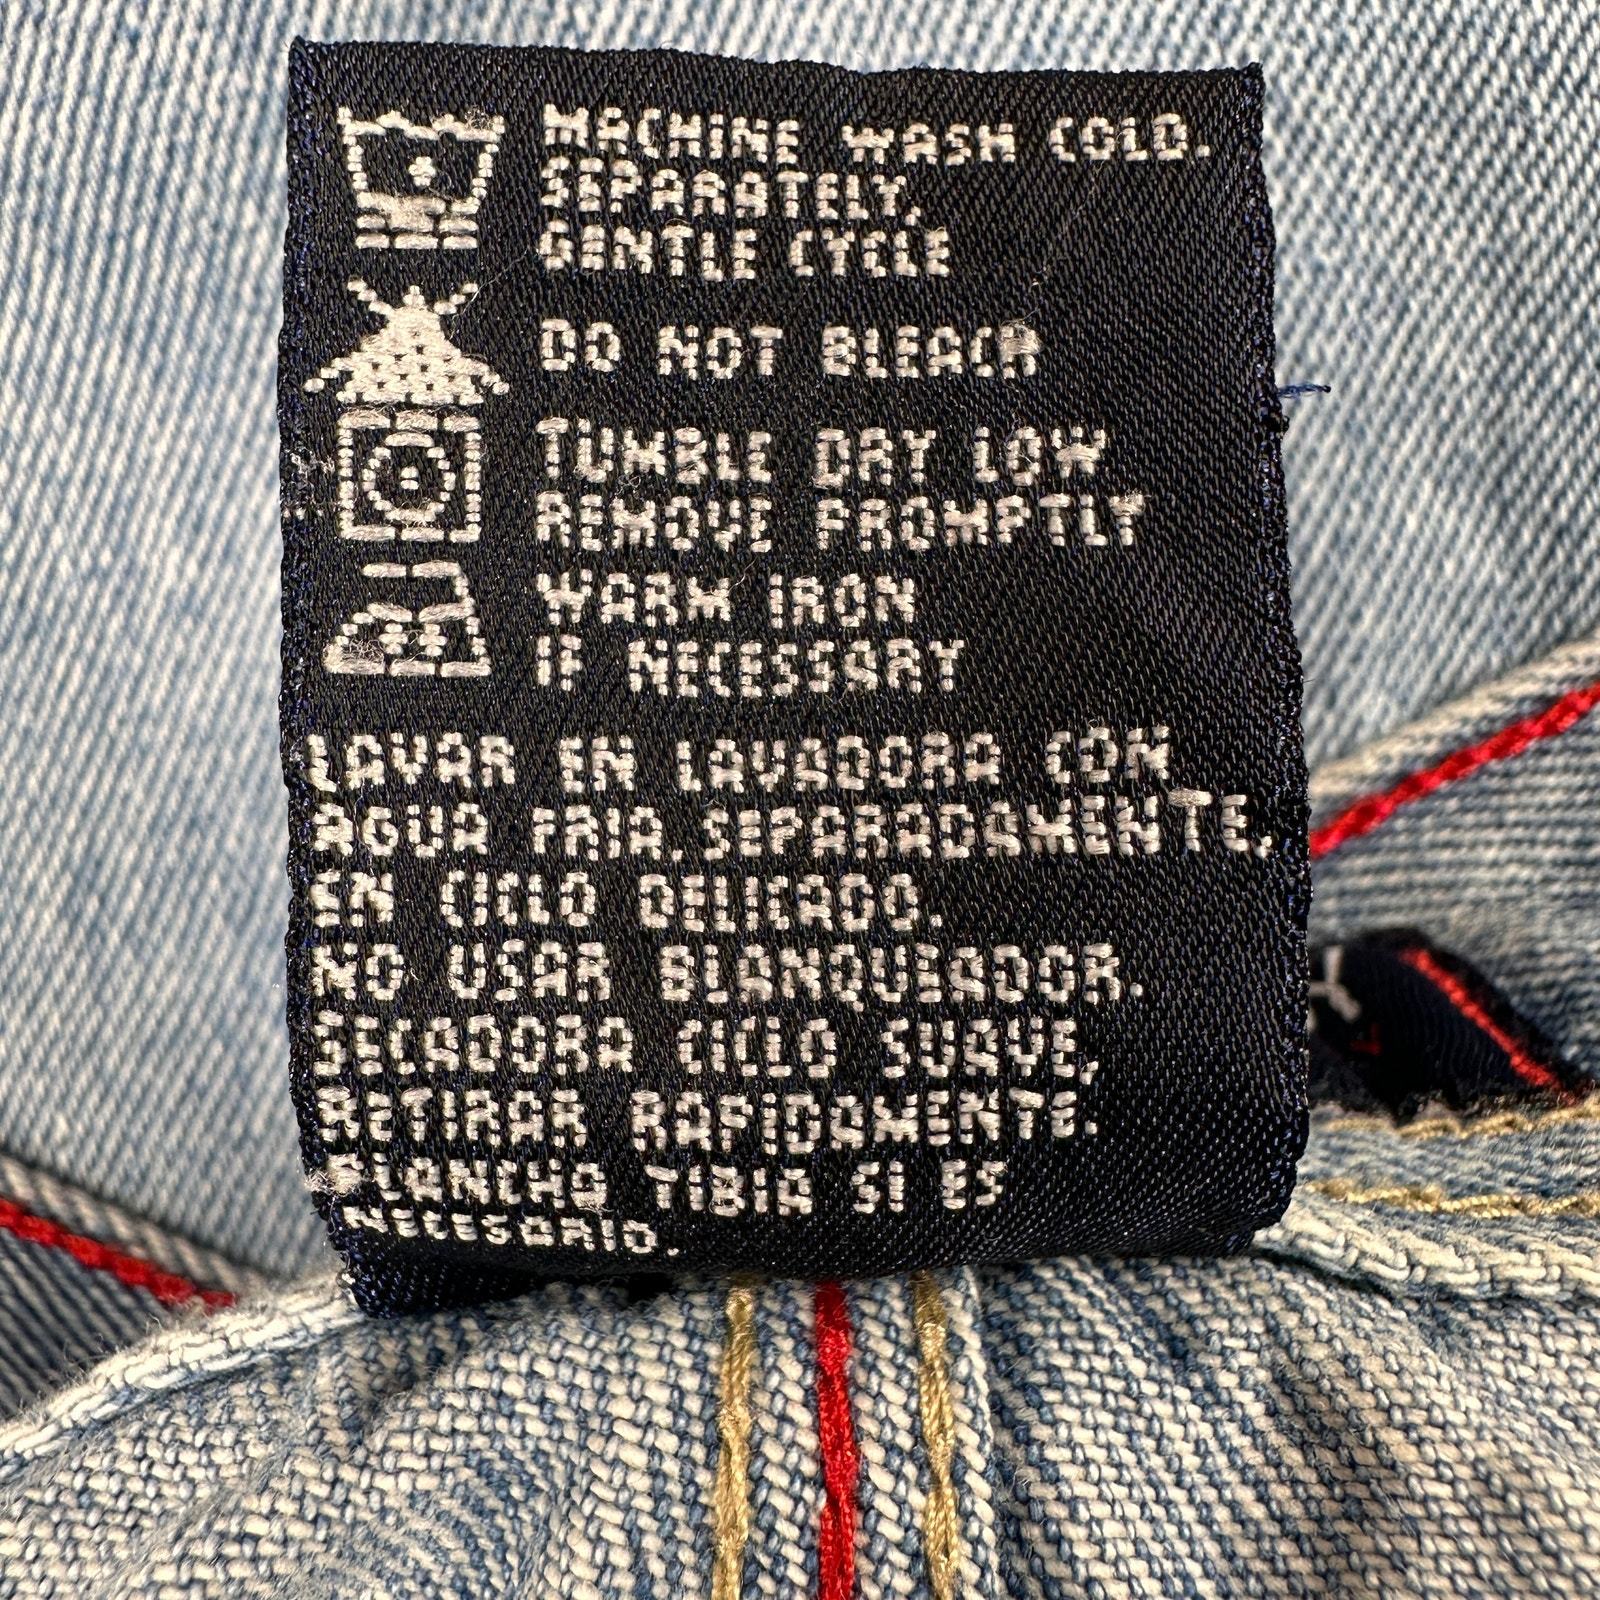 MACHINE WASH COLD.
SEPARATELY,
GENTLE CYCLE
DO NOT BLEACH
TUMBLE DRY LOW
REMOVE PROMPTLY
WARM IRON
IF NECESSARY
LAVAR EN LAVADORA CON
AGUA FRIA, SEPARADAMENTE,
EN CICLO DELICADO.
NO USAR BLANQUEADOR.
SECADORA CICLO SUAVE,
RETIRAR RAPIDAMENTE.
PLANCHA TIBIA SI ES
NECESARIO.